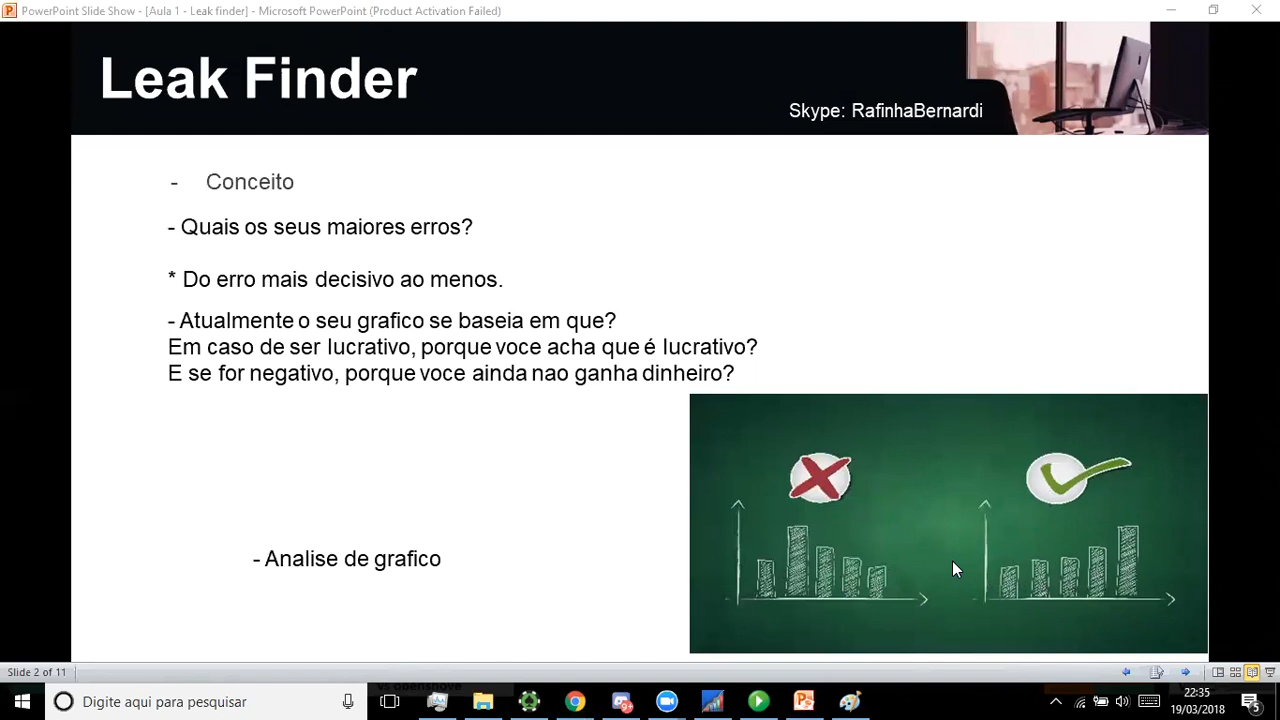 PowerPoint Slide Show - [Aula 1 - Leak finder] - Microsoft PowerPoint (Product Activation Failed)
Leak Finder
Skype: RafinhaBernardi
- Conceito
- Quais os seus maiores erros?
* Do erro mais decisivo ao menos.
- Atualmente o seu grafico se baseia em que?
Em caso de ser lucrativo, porque voce acha que é lucrativo?
E se for negativo, porque voce ainda nao ganha dinheiro?
- Analise de grafico
Slide 2 of 11
Digite aqui para pesquisar
22:35
19/03/2018
5